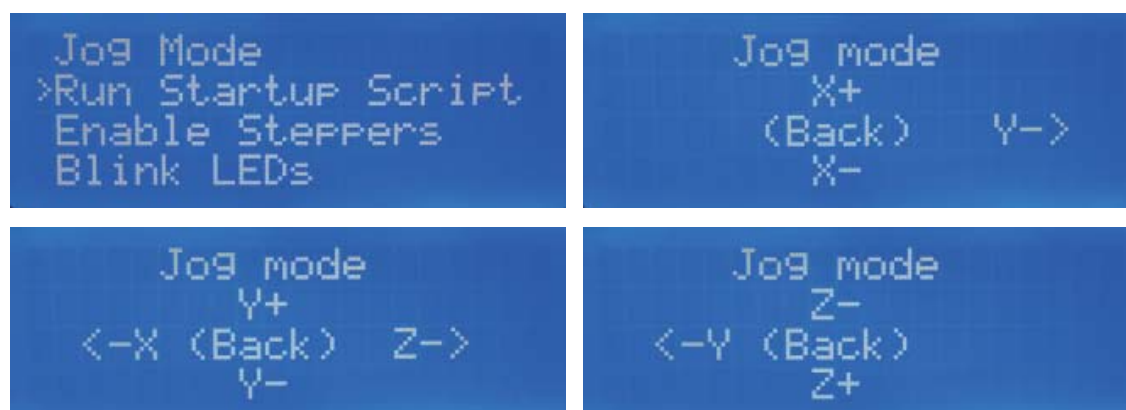 Jog Mode
>Run Startup Script
Enable Steppers
Blink LEDs
Jog mode
X+
(Back) Y->
X-
Jog mode
Y+
<-X (Back) Z->
Y-
Jog mode
Z-
<-Y (Back)
Z+